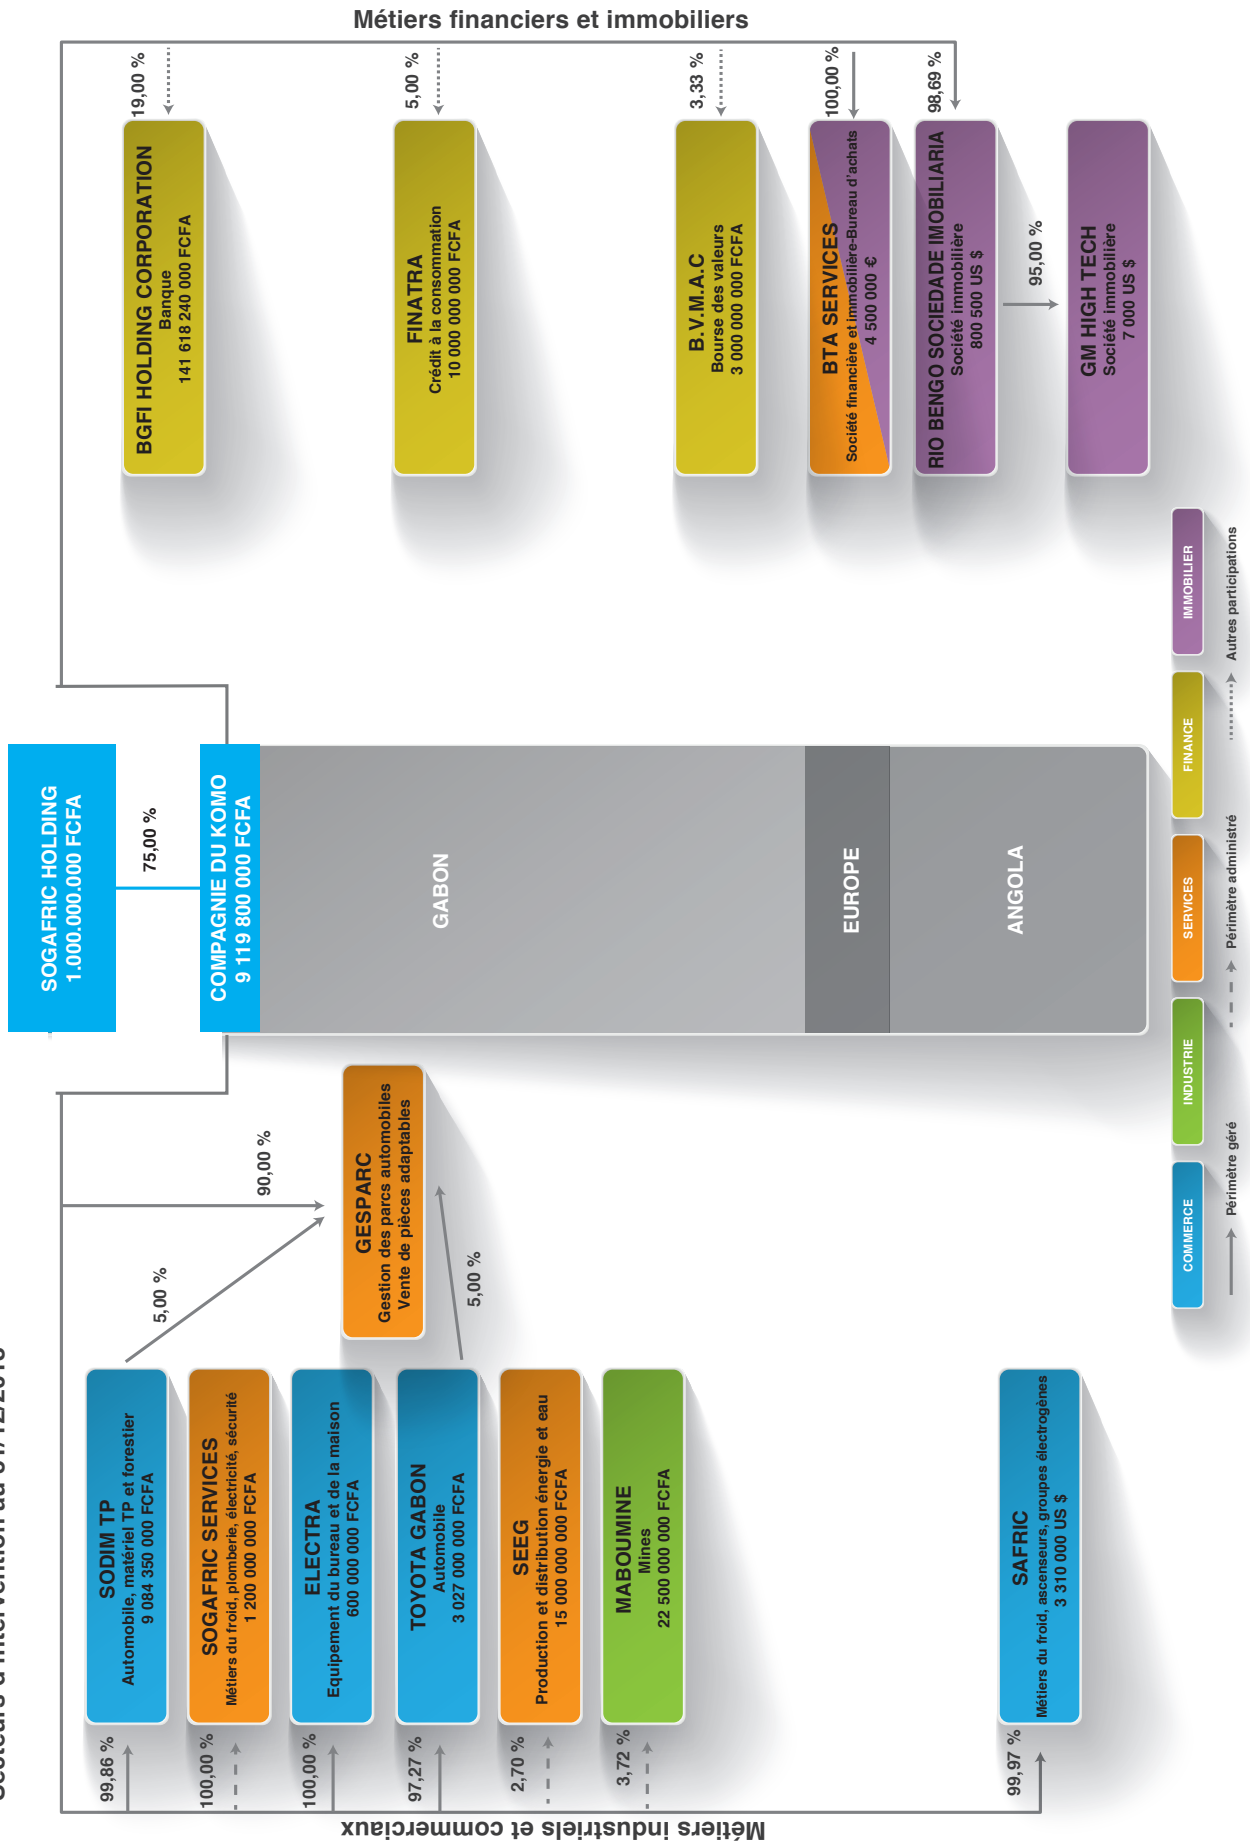 Métiers financiers et immobiliers
SOGAFRIC HOLDING
1.000.000.000 FCFA
75,00 %
COMPAGNIE DU KOMO
9 119 800 000 FCFA
GABON
EUROPE
ANGOLA
Métiers industriels et commerciaux
99,86 %
SODIM TP
Automobile, matériel TP et forestier
9 084 350 000 FCFA
5,00 %
90,00 %
100,00 %
SOGAFRIC SERVICES
Métiers du froid, plomberie, électricité, sécurité
1 200 000 000 FCFA
100,00 %
ELECTRA
Equipement du bureau et de la maison
600 000 000 FCFA
GESPARC
Gestion des parcs automobiles
Vente de pièces adaptables
97,27 %
TOYOTA GABON
Automobile
3 027 000 000 FCFA
5,00 %
2,70 %
SEEG
Production et distribution énergie et eau
15 000 000 000 FCFA
3,72 %
MABOUMINE
Mines
22 500 000 000 FCFA
99,97 %
SAFRIC
Métiers du froid, ascenseurs, groupes électrogènes
3 310 000 US $
19,00 %
BGFI HOLDING CORPORATION
Banque
141 618 240 000 FCFA
5,00 %
FINATRA
Crédit à la consommation
10 000 000 000 FCFA
3,33 %
B.V.M.A.C
Bourse des valeurs
3 000 000 000 FCFA
100,00 %
BTA SERVICES
Société financière et immobilière-Bureau d'achats
4 500 000 €
98,69 %
RIO BENGO SOCIEDADE IMOBILIARIA
Société immobilière
800 500 US $
95,00 %
GM HIGH TECH
Société immobilière
7 000 US $
COMMERCE
INDUSTRIE
SERVICES
FINANCE
IMMOBILIER
Périmètre géré
Périmètre administré
Autres participations